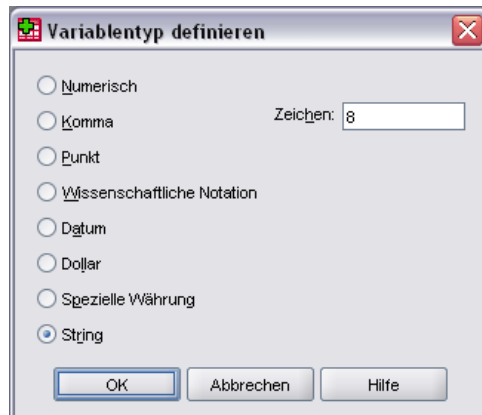 Variablentyp definieren
Numerisch
Komma
Zeichen: 8
Punkt
Wissenschaftliche Notation
Datum
Dollar
Spezielle Währung
String
OK Abbrechen Hilfe